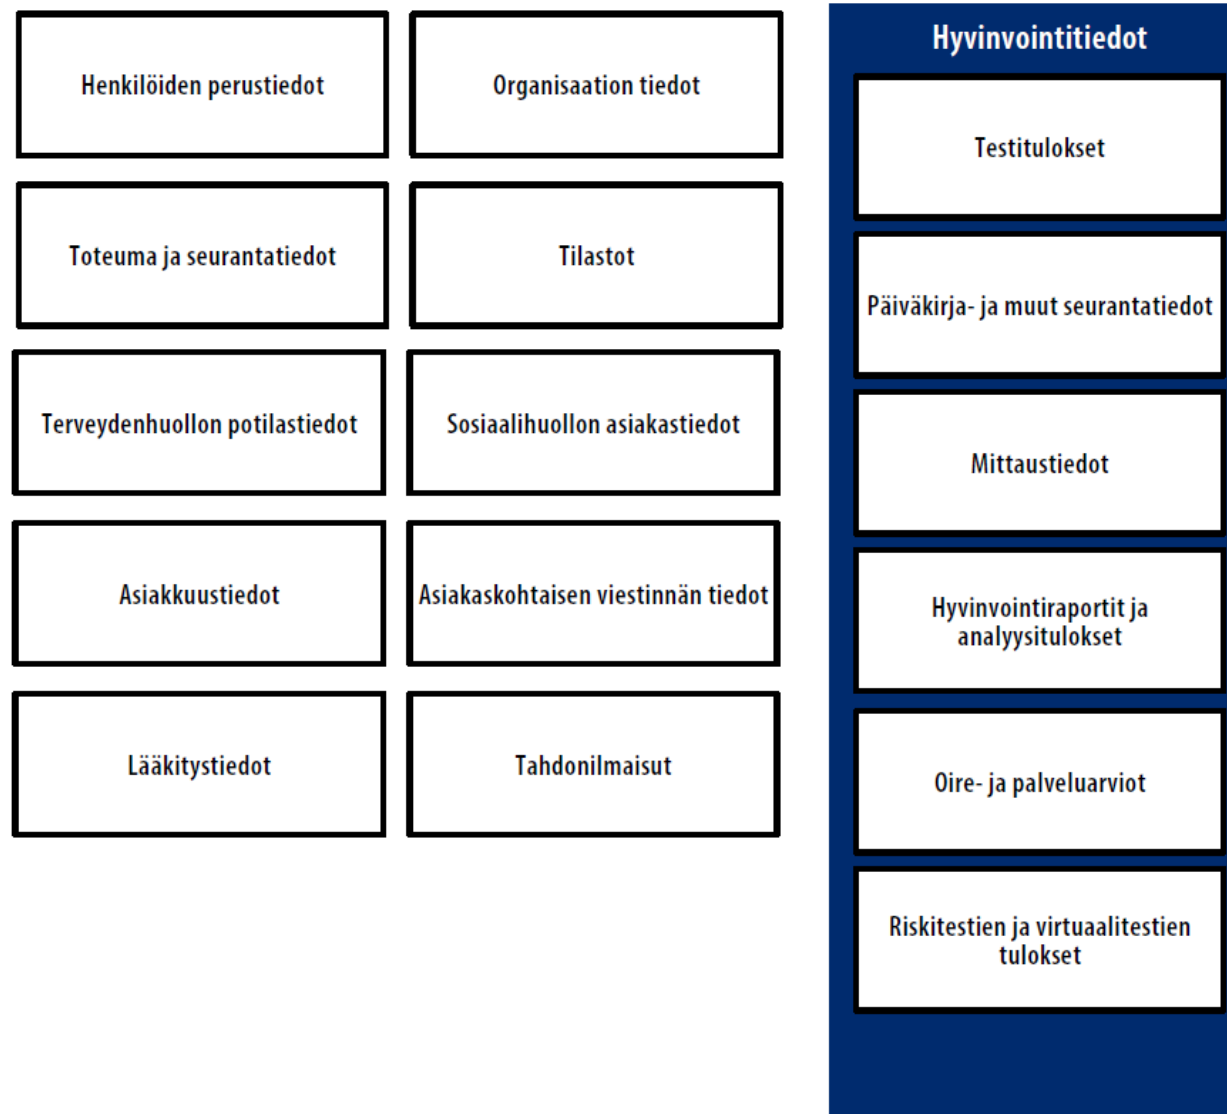 Henkilöiden perustiedot
Organisaation tiedot
Toteuma ja seurantatiedot
Tilastot
Terveydenhuollon potilastiedot
Sosiaalihuollon asiakastiedot
Asiakkuustiedot
Asiakaskohtaisen viestinnän tiedot
Lääkitystiedot
Tahdonilmaisut
Hyvinvointitiedot
Testitulokset
Päiväkirja- ja muut seurantatiedot
Mittaustiedot
Hyvinvointiraportit ja
analyysitulokset
Oire- ja palveluarviot
Riskitestien ja virtuaalitestien
tulokset